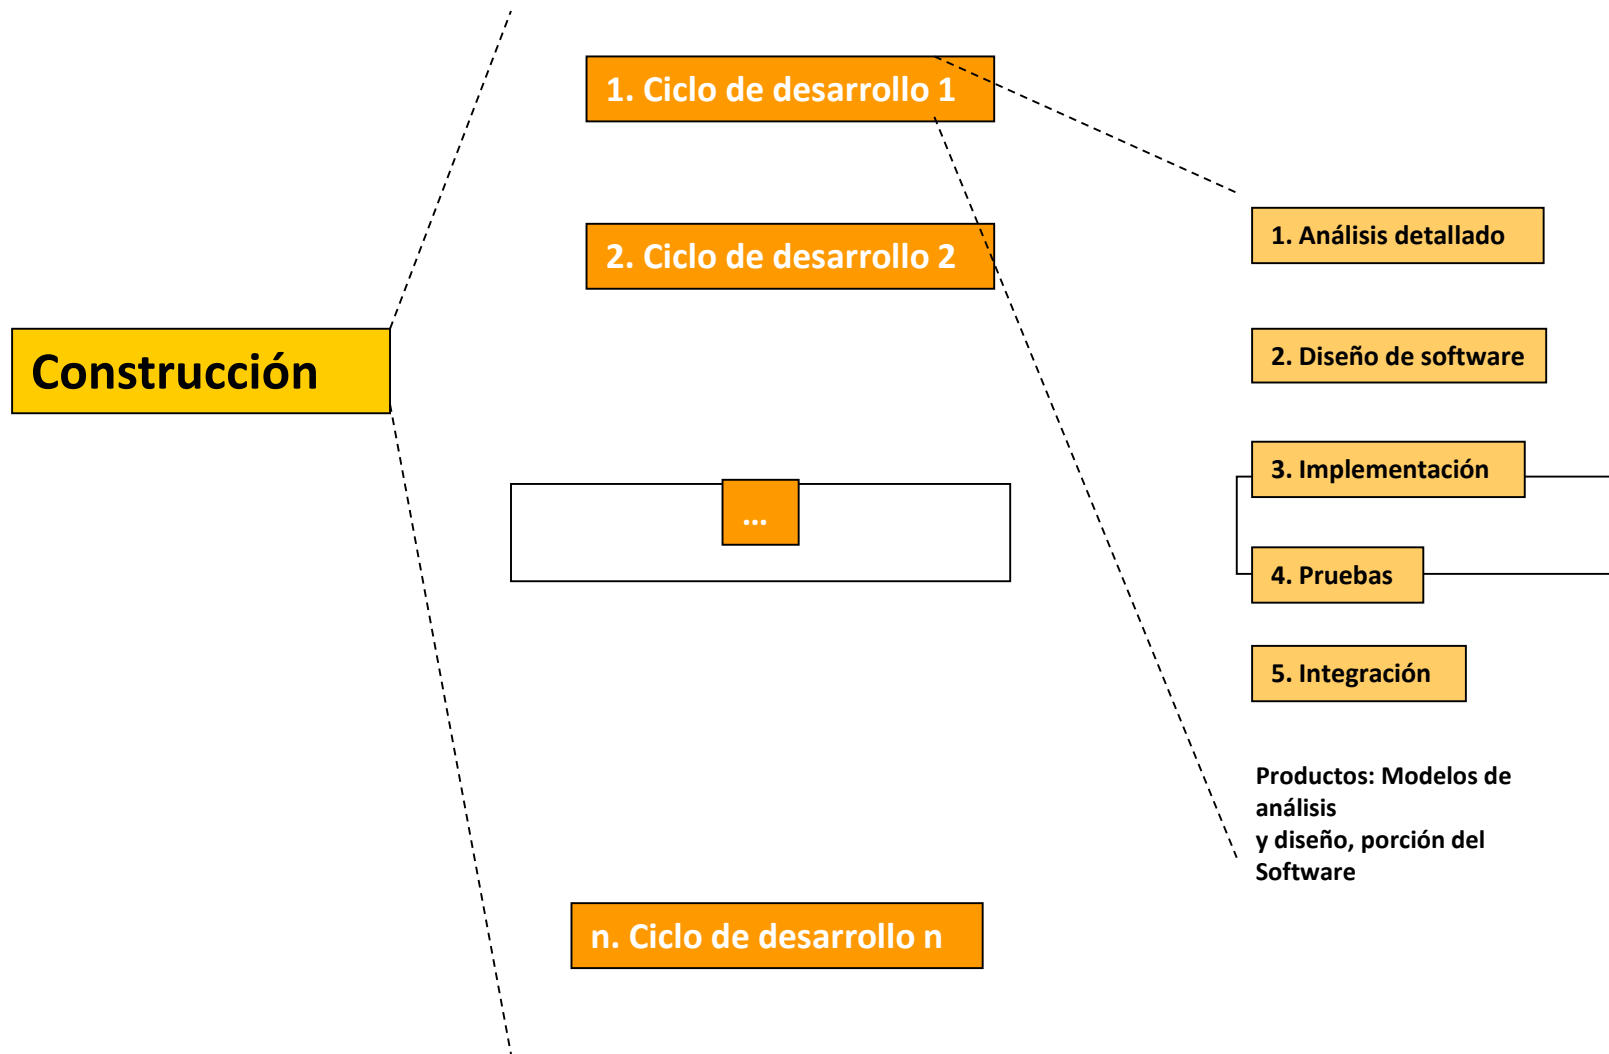 1. Ciclo de desarrollo 1
2. Ciclo de desarrollo 2
Construcción
...
n. Ciclo de desarrollo n
1. Análisis detallado
2. Diseño de software
3. Implementación
4. Pruebas
5. Integración
Productos: Modelos de
análisis
y diseño, porción del
Software